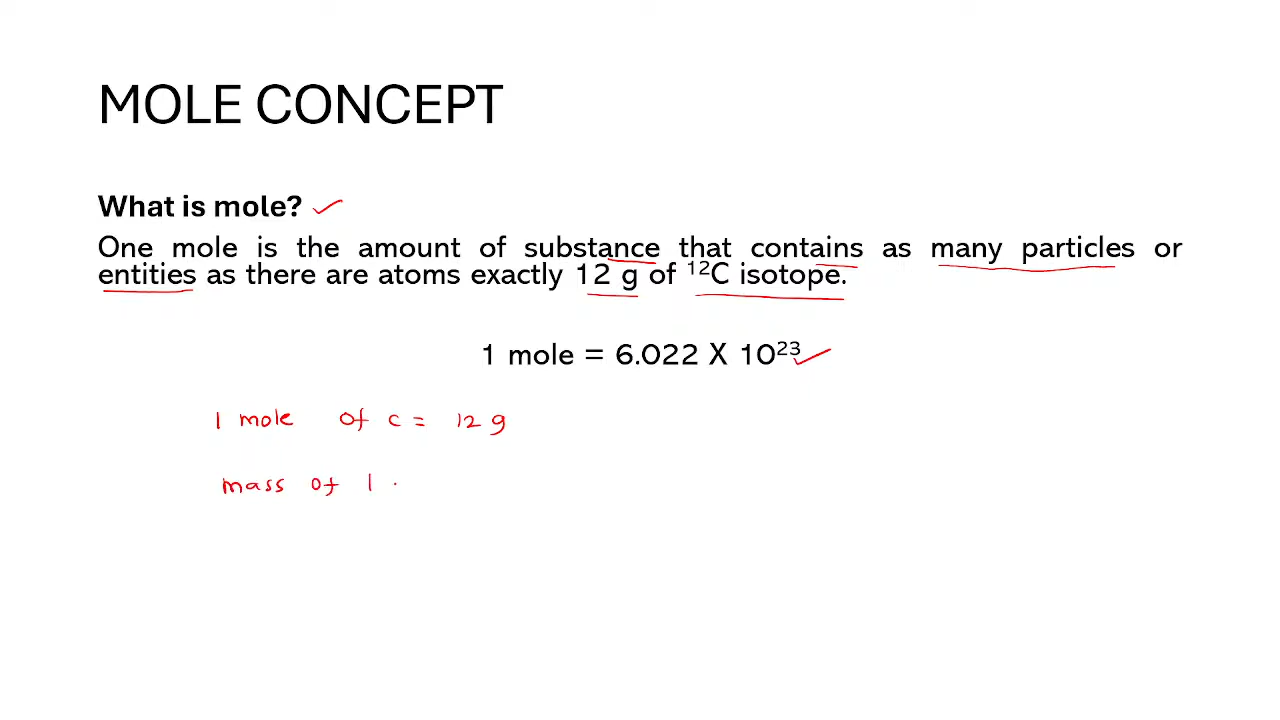 MOLE CONCEPT
What is mole?
One mole is the amount of substance that contains as many particles or
entities as there are atoms exactly 12 g of ¹²C isotope.
1 mole = 6.022 X 10²³
1 mole of c = 12 g
mass of 1